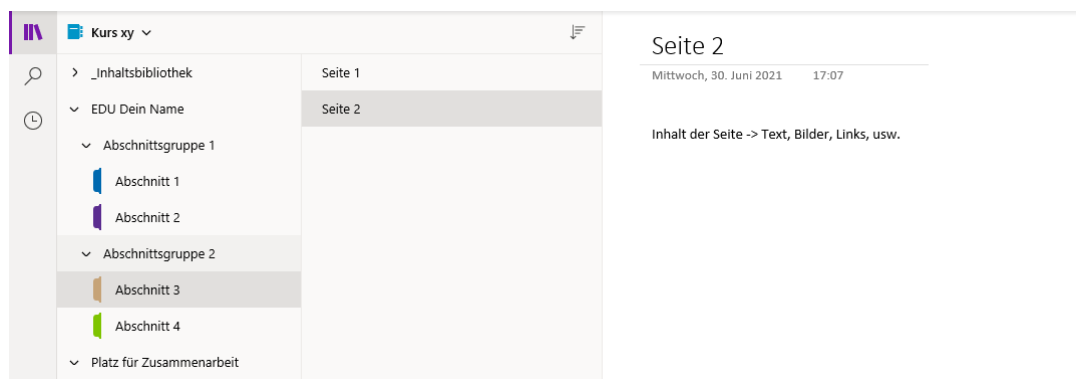 Kurs xy
_Inhaltsbibliothek
EDU Dein Name
Abschnittsgruppe 1
Abschnitt 1
Abschnitt 2
Abschnittsgruppe 2
Abschnitt 3
Abschnitt 4
Platz für Zusammenarbeit
Seite 1
Seite 2
Seite 2
Mittwoch, 30. Juni 2021 17:07
Inhalt der Seite -> Text, Bilder, Links, usw.